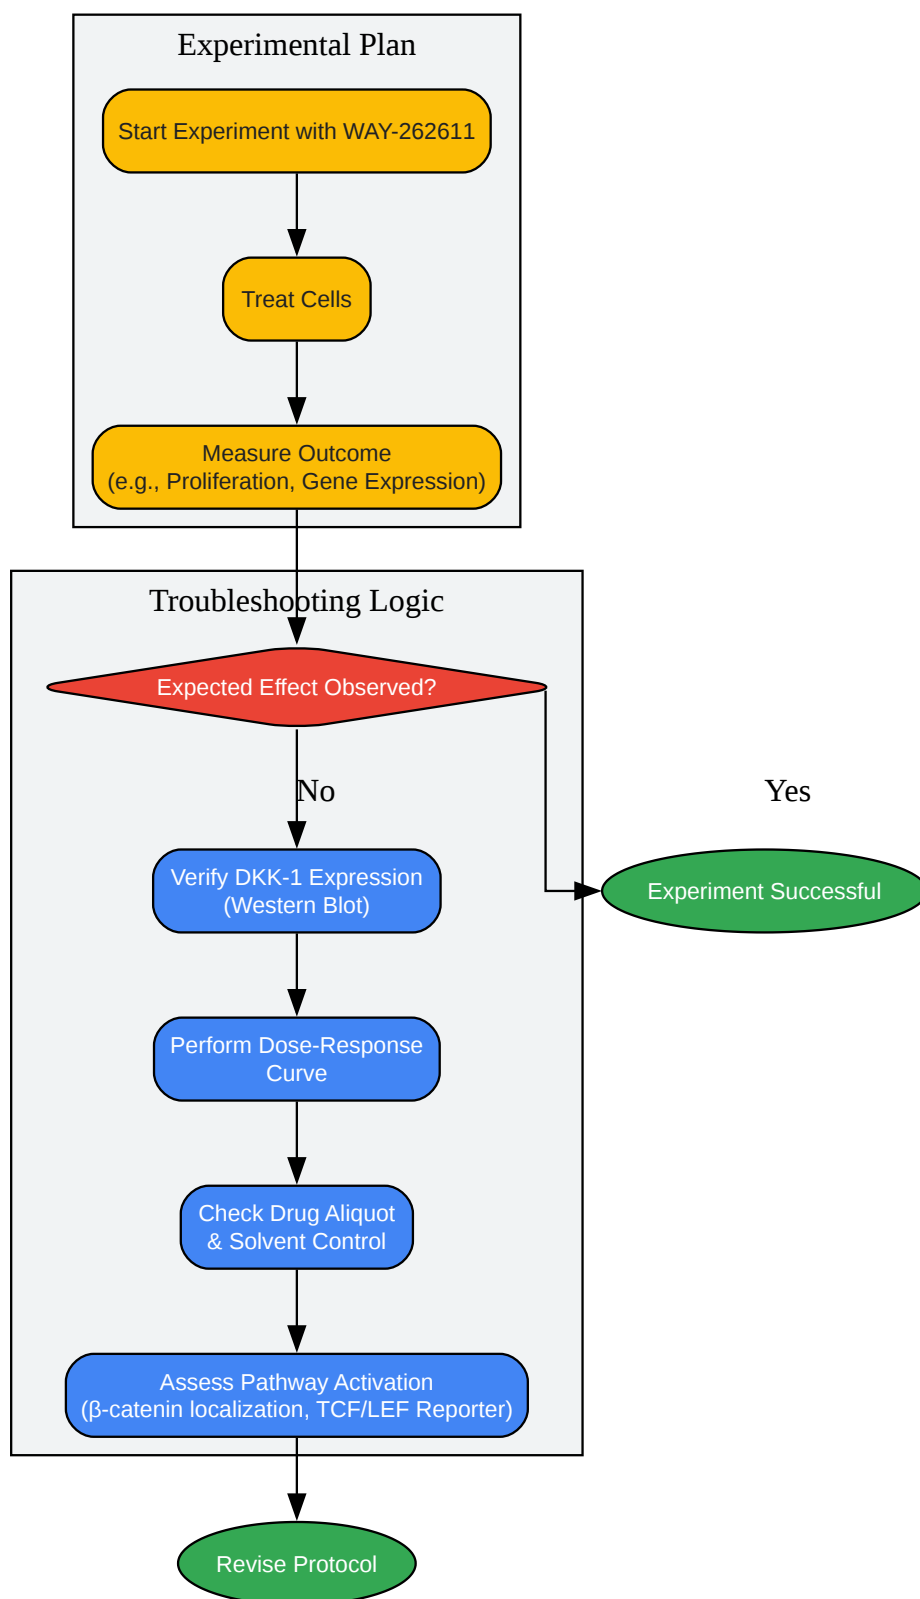 Experimental Plan
Start Experiment with WAY-262611
Treat Cells
Measure Outcome
(e.g., Proliferation, Gene Expression)
Troubleshooting Logic
Expected Effect Observed?
No
Yes
Verify DKK-1 Expression
(Western Blot)
Experiment Successful
Perform Dose-Response
Curve
Check Drug Aliquot
& Solvent Control
Assess Pathway Activation
(β-catenin localization, TCF/LEF Reporter)
Revise Protocol